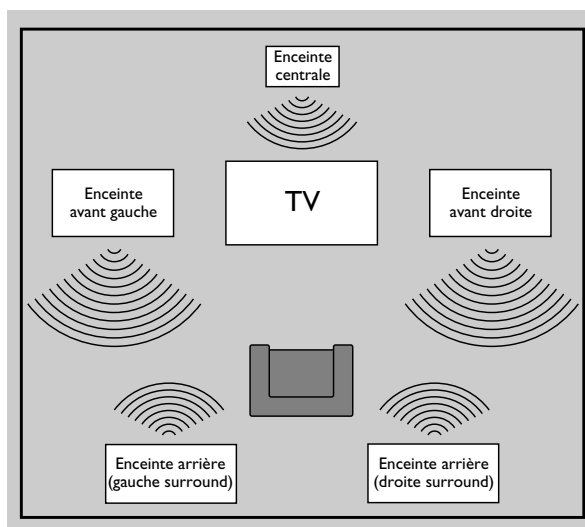 Enceinte
centrale
Enceinte
avant gauche
TV
Enceinte
avant droite
Enceinte arrière
(gauche surround)
Enceinte arrière
(droite surround)